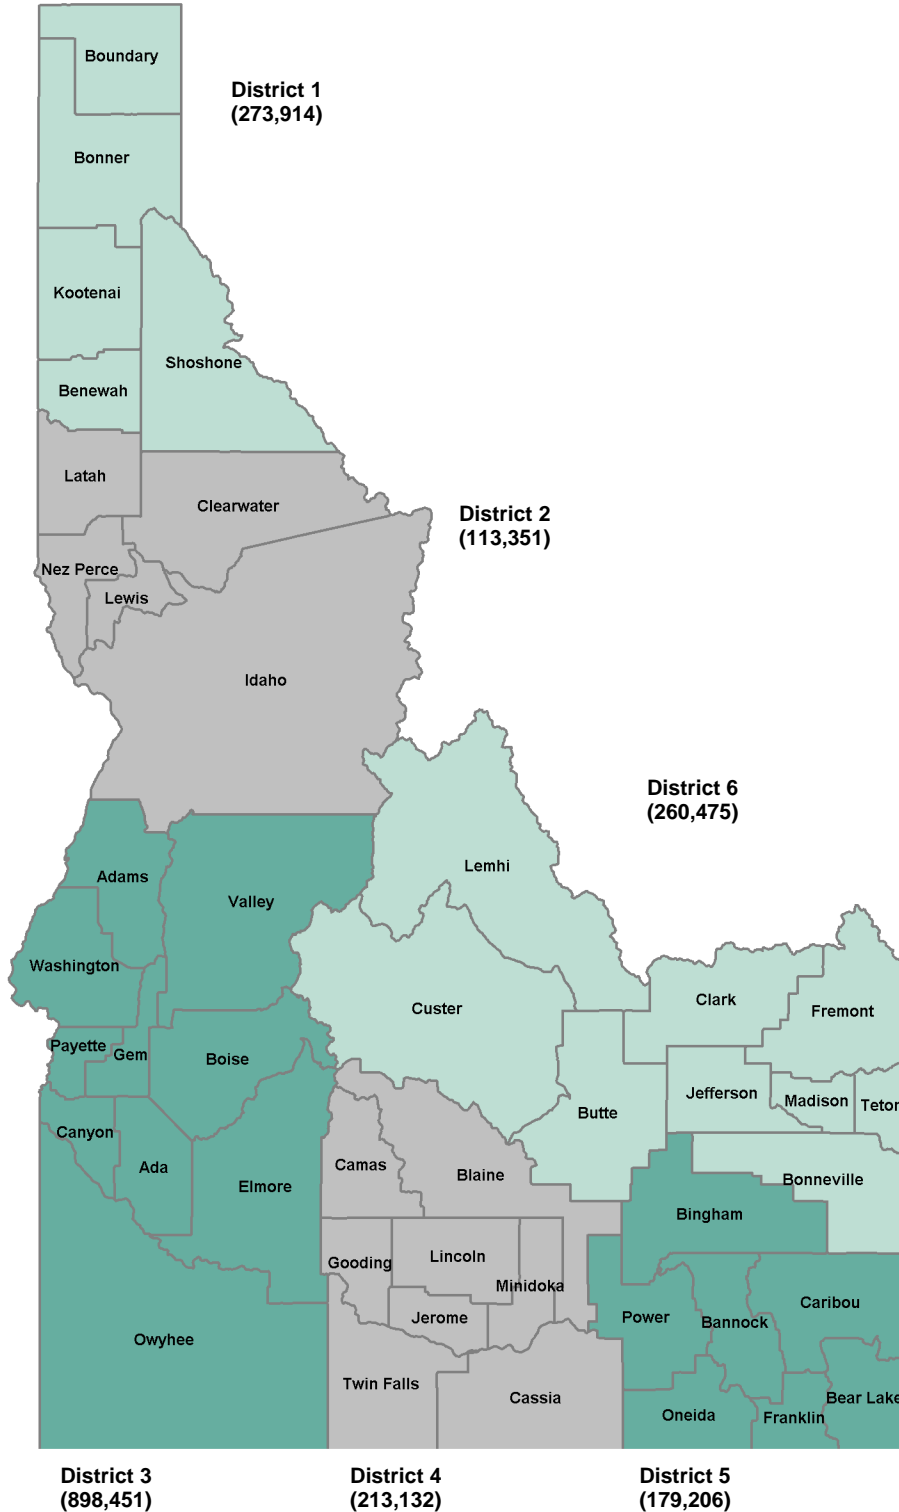 Boundary
District 1
(273,914)
Bonner
Kootenai
Shoshone
Benewah
Latah
Clearwater
District 2
(113,351)
Nez Perce
Lewis
Idaho
District 6
(260,475)
Lemhi
Adams
Valley
Washington
Custer
Clark
Fremont
Payette
Gem
Boise
Butte
Jefferson
Madison
Teton
Canyon
Ada
Elmore
Camas
Blaine
Bonneville
Bingham
Gooding
Lincoln
Minidoka
Jerome
Power
Bannock
Caribou
Owyhee
Twin Falls
Cassia
Oneida
Franklin
Bear Lake
District 3
(898,451)
District 4
(213,132)
District 5
(179,206)